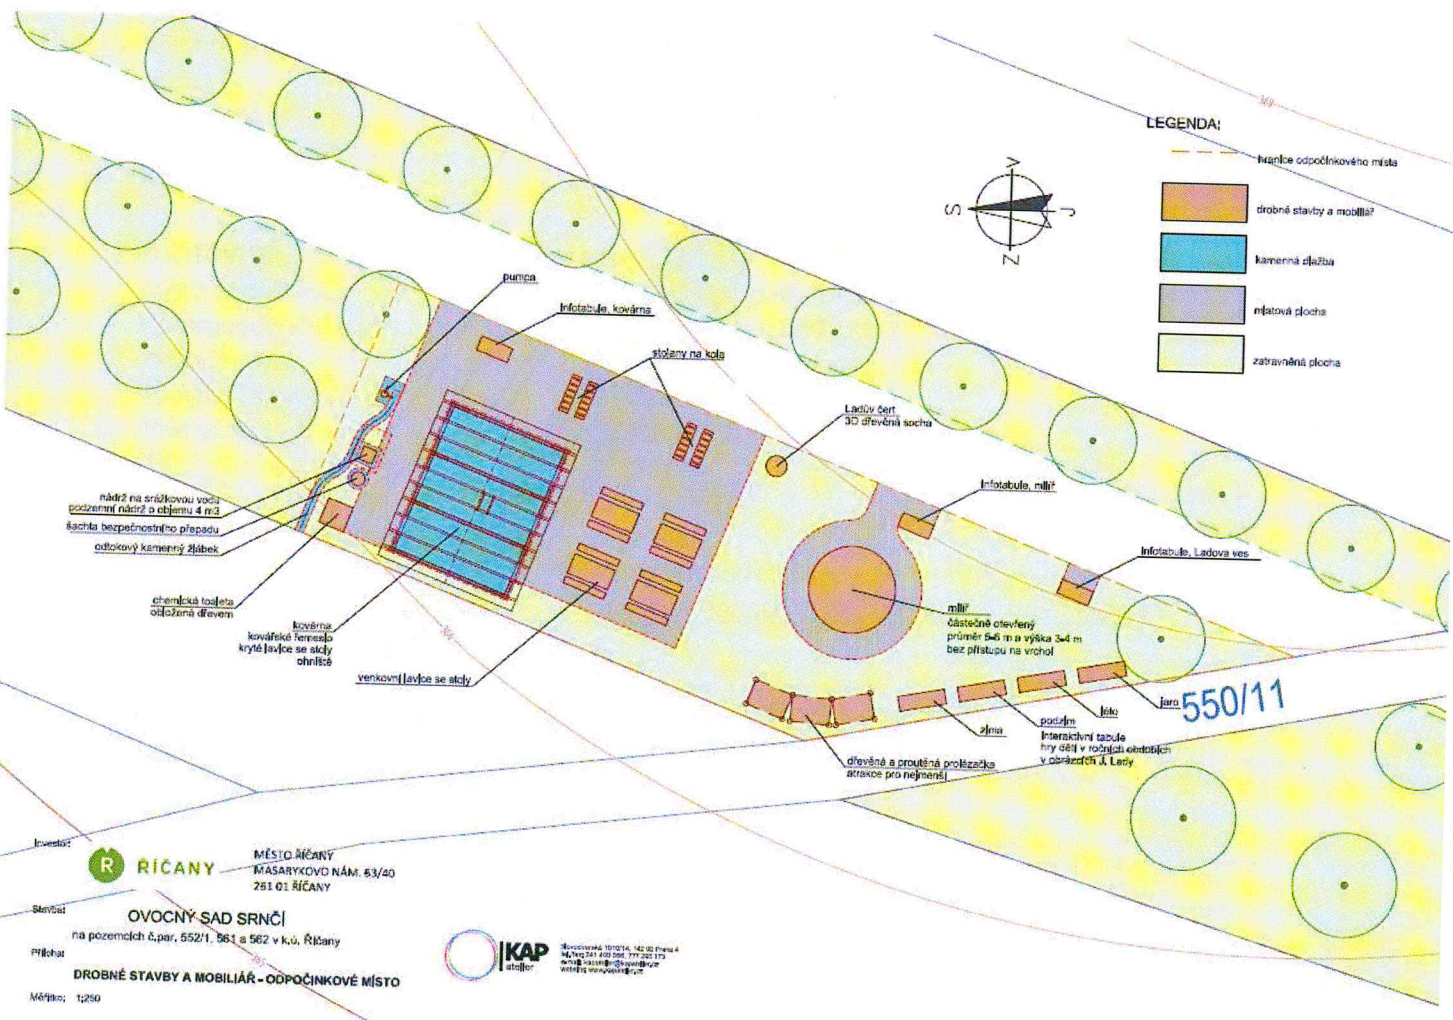 369
LEGENDA:
hranice odpočinkového místa
drobné stavby a mobiliář
kamenná dlažba
mlatová plocha
zatravněná plocha
V
S
J
Z
pumpa
Infotabule, kovárna
stojany na kola
Laduv čert
3D dřevěná socha
Infotabule, milíř
Infotabule, Ladova ves
nádrž na srážkovou vodu
podzemní nádrž o objemu 4 m3
šachta bezpečnostního přepadu
odtokový kamenný žlábek
chemická toaleta
obložená dřevem
kovárna
kovářské řemeslo
kryté lavice se stoly
ohniště
venkovní lavice se stoly
milíř
částečně otevřený
průměr 5-6 m a výška 3-4 m
bez přístupu na vrchol
jaro
léto
podzim
zima
Interaktivní tabule
hry dětí v ročních obdobích
v obrázcích J. Lady
dřevěná a proutěná prolézačka
atrakce pro nejmenší
550/11
Investor:
R
ŘÍČANY
MĚSTO ŘÍČANY
MASARYKOVO NÁM. 53/40
251 01 ŘÍČANY
Stavba:
OVOCNÝ SAD SRNČÍ
na pozemcích č.par. 552/1, 561 a 562 v k.ú. Říčany
Příloha:
DROBNÉ STAVBY A MOBILIÁŘ - ODPOČINKOVÉ MÍSTO
Měřítko: 1:250
KAP
atelier